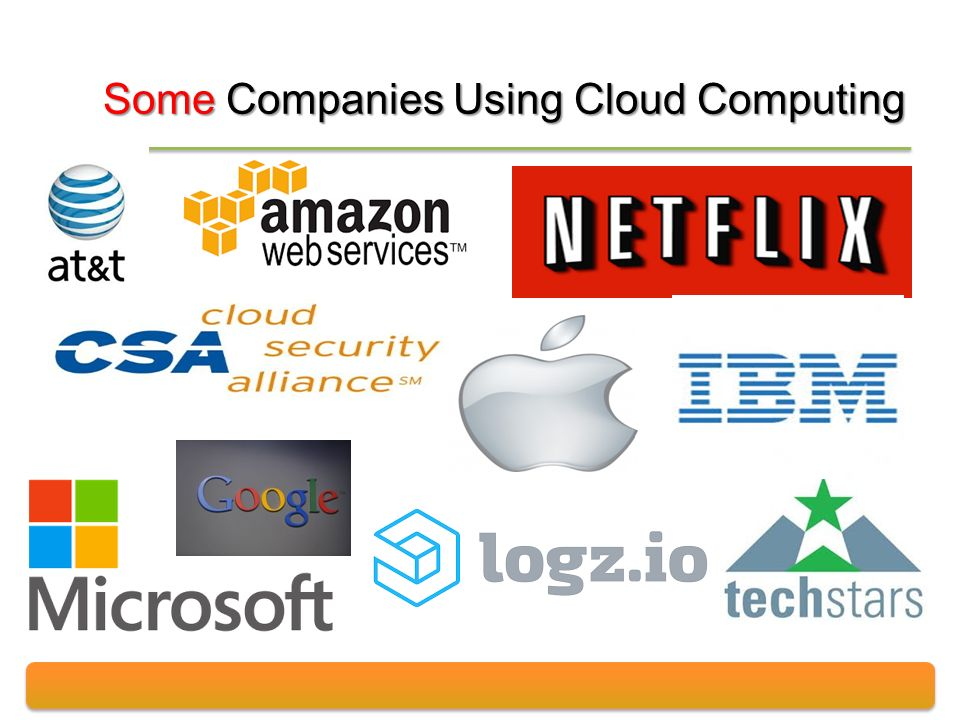 Some Companies Using Cloud Computing
at&t
amazon
web services™
NETFLIX
CSA cloud
security
alliance℠
IBM
Google™
Microsoft
logz.io
techstars